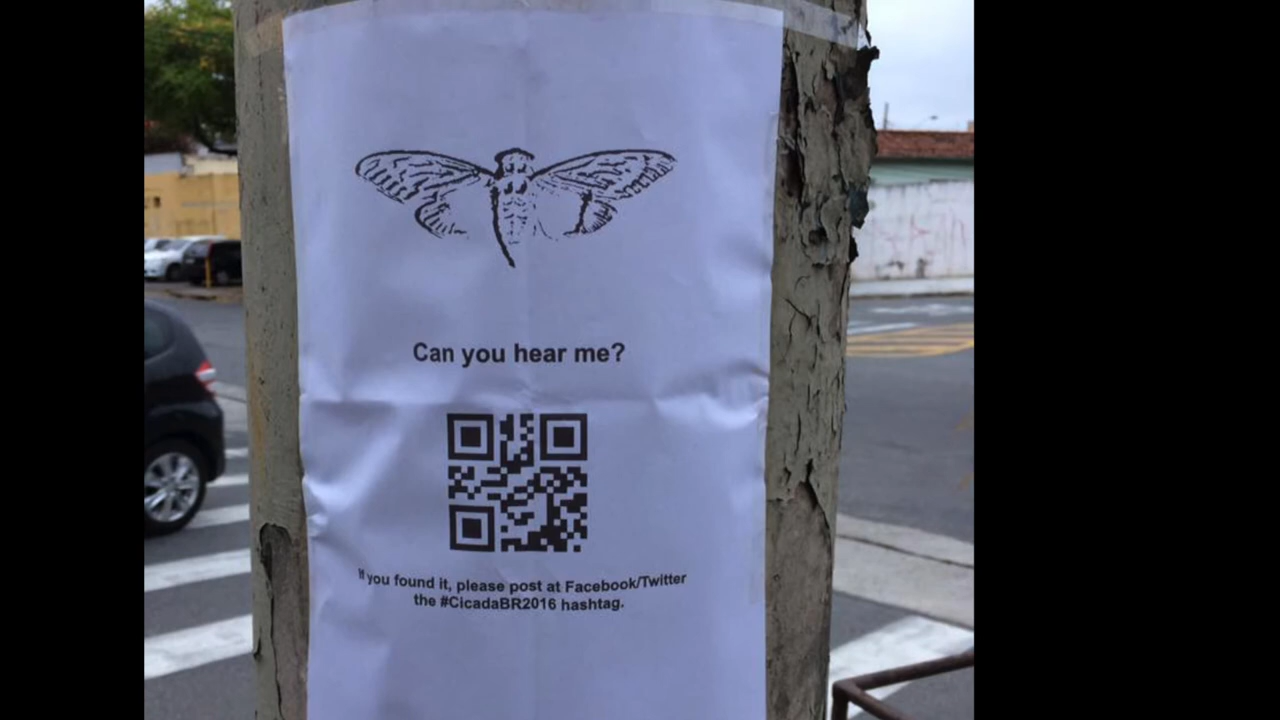 Can you hear me?
If you found it, please post at Facebook/Twitter
the #CicadaBR2016 hashtag.